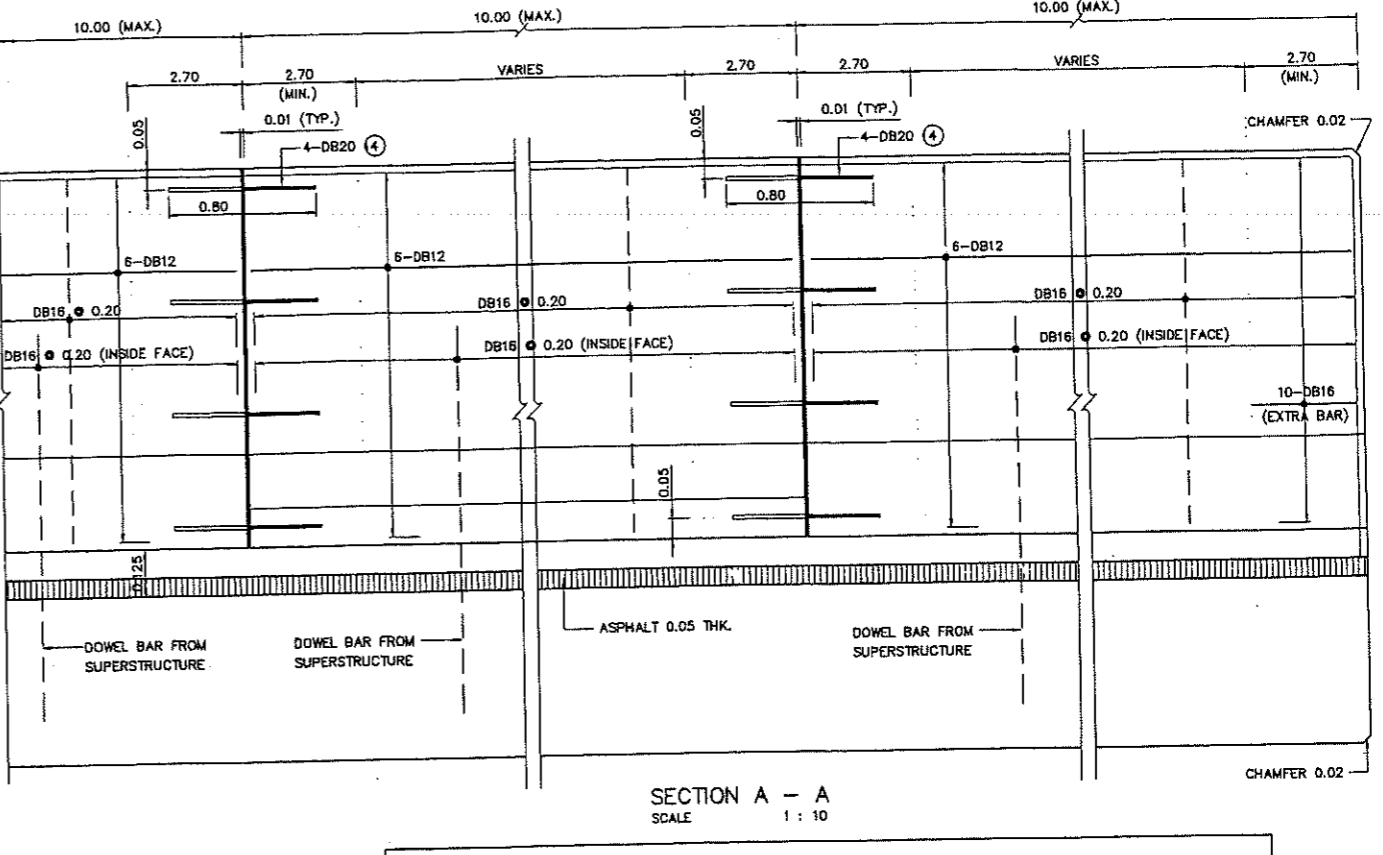 10.00 (MAX.)
10.00 (MAX.)
10.00 (MAX.)
2.70
2.70
(MIN.)
VARIES
2.70
2.70
VARIES
2.70
(MIN.)
0.05
0.01 (TYP.)
4-DB20 4
0.05
0.01 (TYP.)
4-DB20 4
CHAMFER 0.02
0.80
0.80
6-DB12
6-DB12
6-DB12
DB16 @ 0.20
DB16 @ 0.20
DB16 @ 0.20
DB16 @ 0.20 (INSIDE FACE)
DB16 @ 0.20 (INSIDE FACE)
DB16 @ 0.20 (INSIDE FACE)
10-DB16
(EXTRA BAR)
0.05
0.125
DOWEL BAR FROM
SUPERSTRUCTURE
DOWEL BAR FROM
SUPERSTRUCTURE
ASPHALT 0.05 THK.
DOWEL BAR FROM
SUPERSTRUCTURE
CHAMFER 0.02
SECTION A - A
SCALE 1 : 10